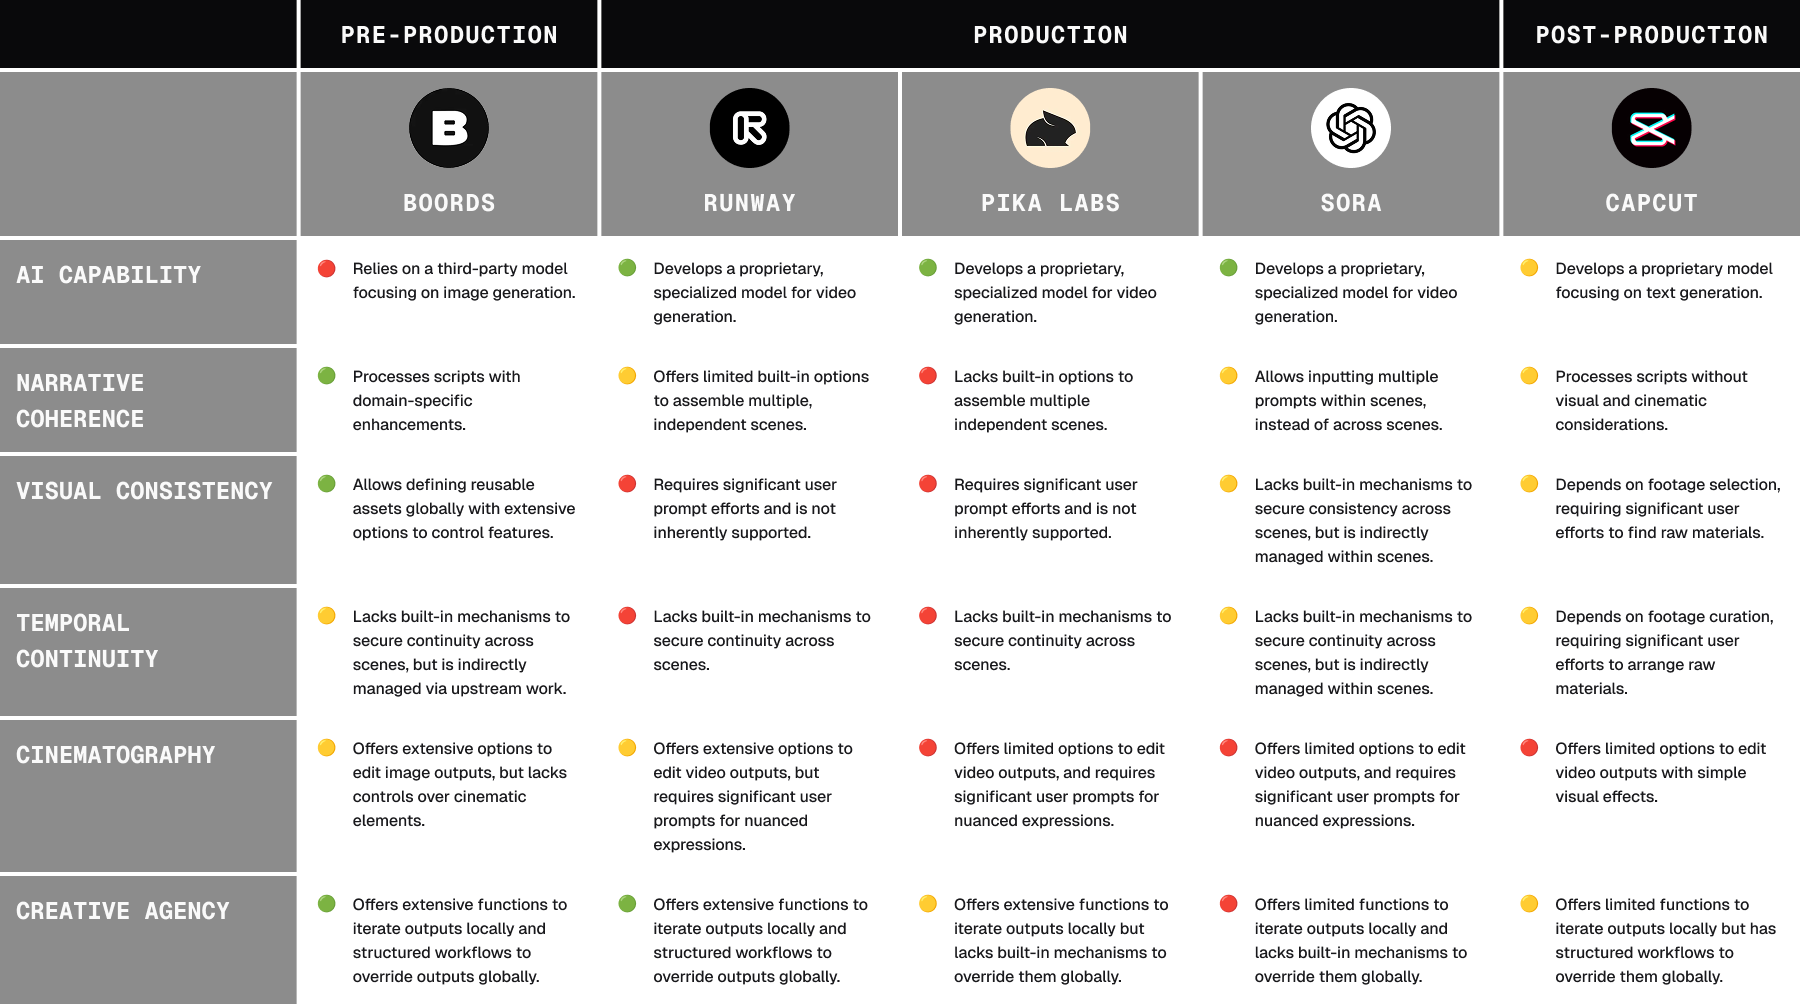 PRE-PRODUCTION
PRODUCTION
POST-PRODUCTION
B
R
BOORDS
RUNWAY
PIKA LABS
SORA
CAPCUT
AI CAPABILITY
Relies on a third-party model
focusing on image generation.
Develops a proprietary,
specialized model for video
generation.
Develops a proprietary,
specialized model for video
generation.
Develops a proprietary,
specialized model for video
generation.
Develops a proprietary model
focusing on text generation.
NARRATIVE
COHERENCE
Processes scripts with
domain-specific
enhancements.
Offers limited built-in options
to assemble multiple,
independent scenes.
Lacks built-in options to
assemble multiple
independent scenes.
Allows inputting multiple
prompts within scenes,
instead of across scenes.
Processes scripts without
visual and cinematic
considerations.
VISUAL CONSISTENCY
Allows defining reusable
assets globally with extensive
options to control features.
Requires significant user
prompt efforts and is not
inherently supported.
Requires significant user
prompt efforts and is not
inherently supported.
Lacks built-in mechanisms to
secure consistency across
scenes, but is indirectly
managed within scenes.
Depends on footage selection,
requiring significant user
efforts to find raw materials.
TEMPORAL
CONTINUITY
Lacks built-in mechanisms to
secure continuity across
scenes, but is indirectly
managed via upstream work.
Lacks built-in mechanisms to
secure continuity across
scenes.
Lacks built-in mechanisms to
secure continuity across
scenes.
Lacks built-in mechanisms to
secure continuity across
scenes, but is indirectly
managed within scenes.
Depends on footage curation,
requiring significant user
efforts to arrange raw
materials.
CINEMATOGRAPHY
Offers extensive options to
edit image outputs, but lacks
controls over cinematic
elements.
Offers extensive options to
edit video outputs, but
requires significant user
prompts for nuanced
expressions.
Offers limited options to edit
video outputs, and requires
significant user prompts for
nuanced expressions.
Offers limited options to edit
video outputs, and requires
significant user prompts for
nuanced expressions.
Offers limited options to edit
video outputs with simple
visual effects.
CREATIVE AGENCY
Offers extensive functions to
iterate outputs locally and
structured workflows to
override outputs globally.
Offers extensive functions to
iterate outputs locally and
structured workflows to
override outputs globally.
Offers extensive functions to
iterate outputs locally but
lacks built-in mechanisms to
override them globally.
Offers limited functions to
iterate outputs locally and
lacks built-in mechanisms to
override them globally.
Offers limited functions to
iterate outputs locally but has
structured workflows to
override them globally.